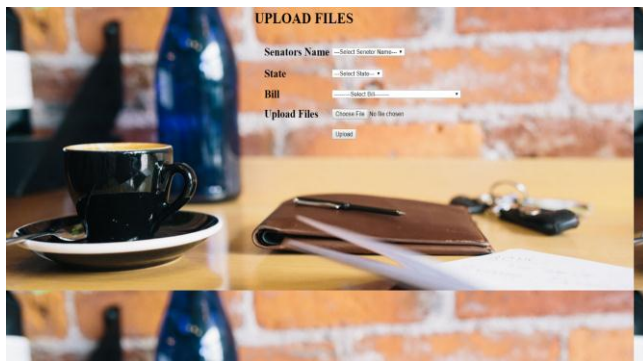 UPLOAD FILES
Senators Name ---Select Senetor Name---
State ---Select State---
Bill --------Select Bill--------
Upload Files Choose File No file chosen
Upload